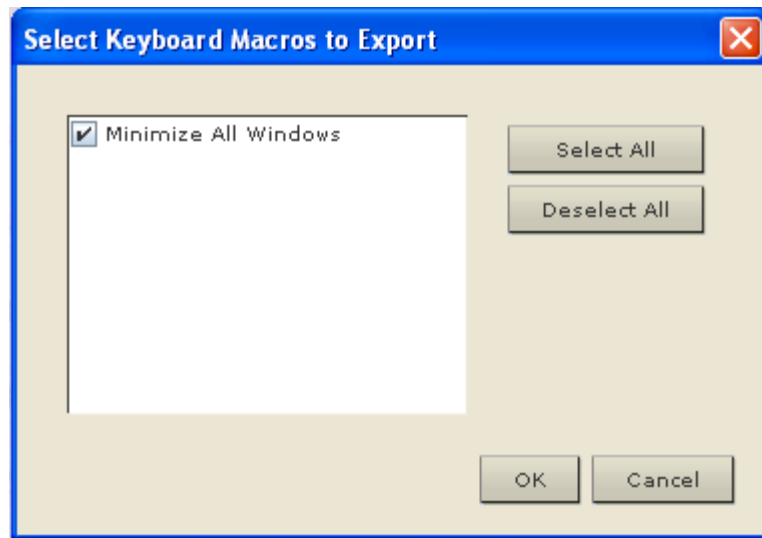 Select Keyboard Macros to Export
Minimize All Windows
Select All
Deselect All
OK
Cancel